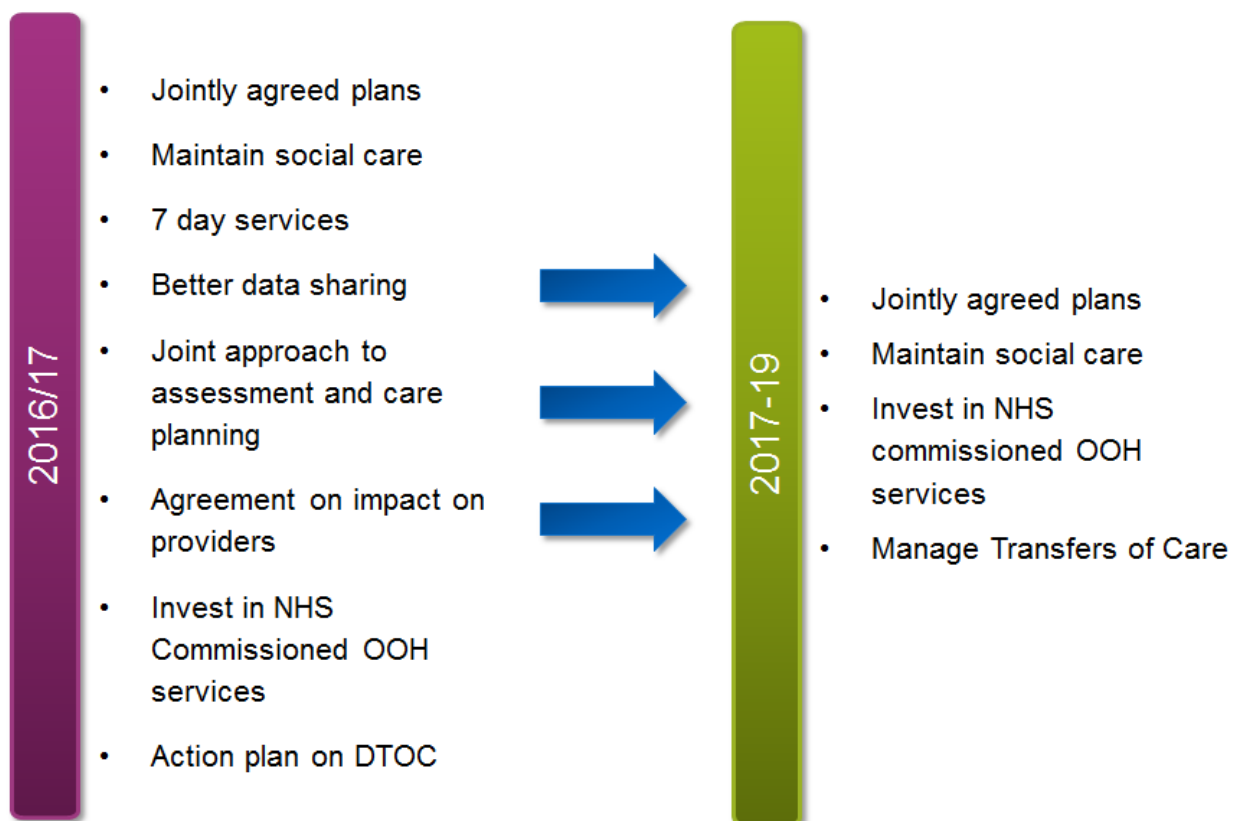 2016/17
• Jointly agreed plans
• Maintain social care
• 7 day services
• Better data sharing
• Joint approach to
assessment and care
planning
• Agreement on impact on
providers
• Invest in NHS
Commissioned OOH
services
• Action plan on DTOC
2017-19
• Jointly agreed plans
• Maintain social care
• Invest in NHS
commissioned OOH
services
• Manage Transfers of Care